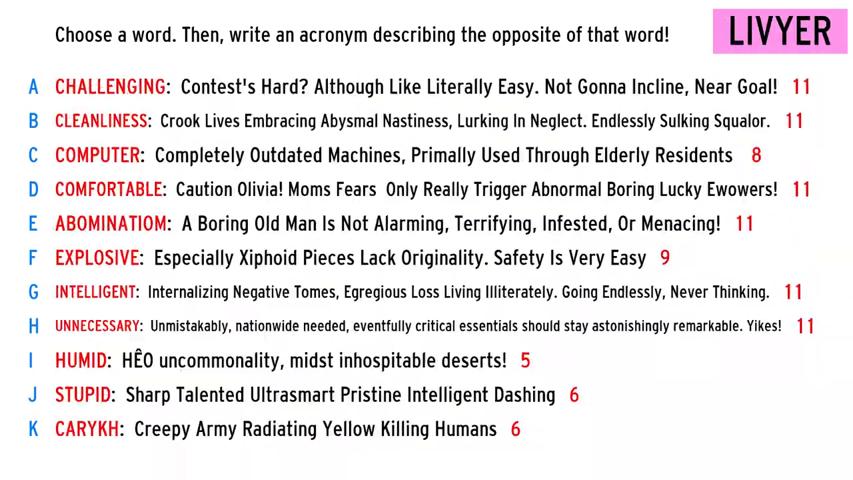 Choose a word. Then, write an acronym describing the opposite of that word!
LIVYER
A CHALLENGING: Contest's Hard? Although Like Literally Easy. Not Gonna Incline, Near Goal! 11
B CLEANLINESS: Crook Lives Embracing Abysmal Nastiness, Lurking In Neglect. Endlessly Sulking Squalor. 11
C COMPUTER: Completely Outdated Machines, Primally Used Through Elderly Residents 8
D COMFORTABLE: Caution Olivia! Moms Fears Only Really Trigger Abnormal Boring Lucky Ewowers! 11
E ABOMINATIOM: A Boring Old Man Is Not Alarming, Terrifying, Infested, Or Menacing! 11
F EXPLOSIVE: Especially Xiphoid Pieces Lack Originality. Safety Is Very Easy 9
G INTELLIGENT: Internalizing Negative Tomes, Egregious Loss Living Illiterately. Going Endlessly, Never Thinking. 11
H UNNECESSARY: Unmistakably, nationwide needed, eventfully critical essentials should stay astonishingly remarkable. Yikes! 11
I HUMID: HÊO uncommonality, midst inhospitable deserts! 5
J STUPID: Sharp Talented Ultrasmart Pristine Intelligent Dashing 6
K CARYKH: Creepy Army Radiating Yellow Killing Humans 6